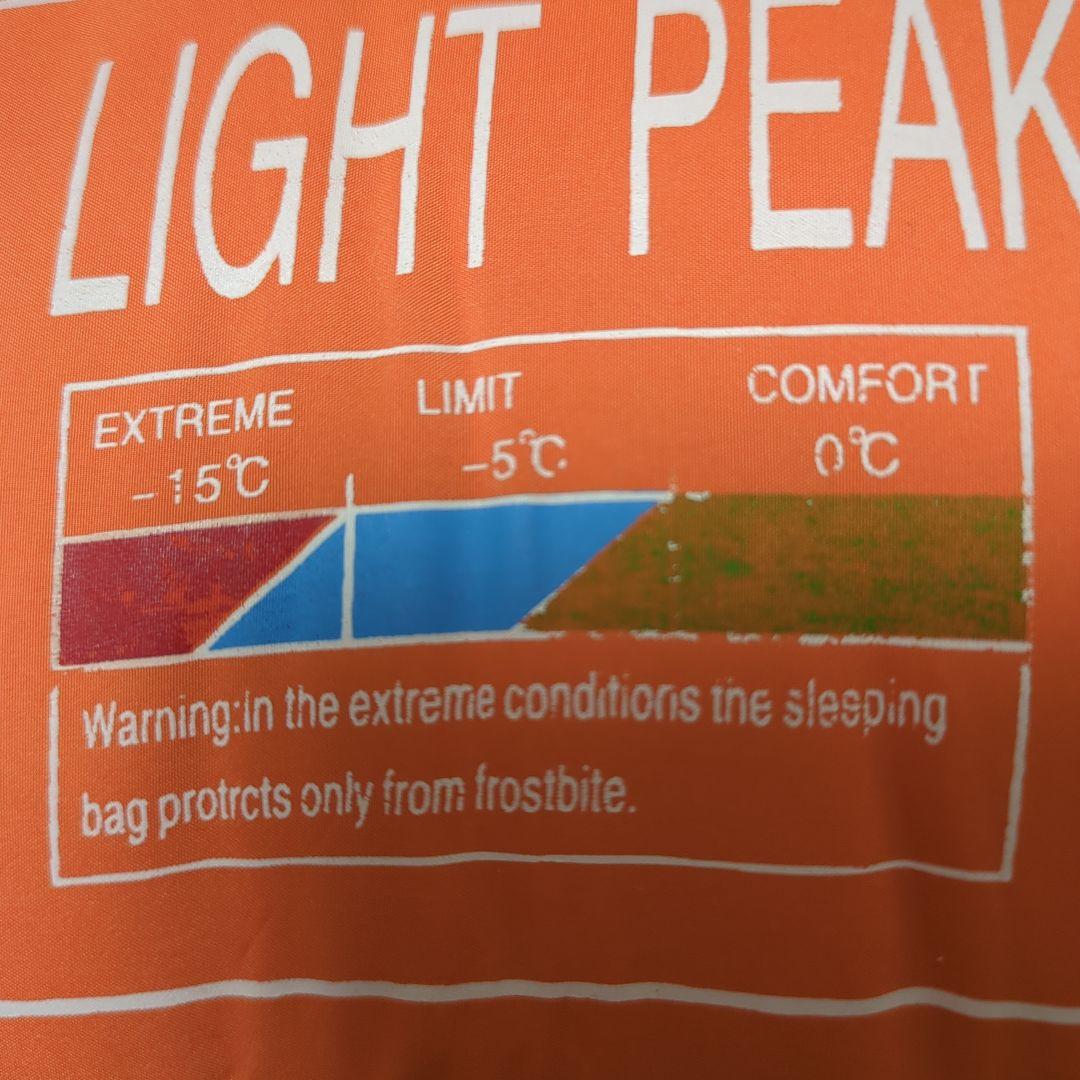 LIGHT PEAK
EXTREME LIMIT COMFORT
-15℃ -5℃ 0℃
Warning:in the extreme conditions the sleeping
bag protrcts only from frostbite.